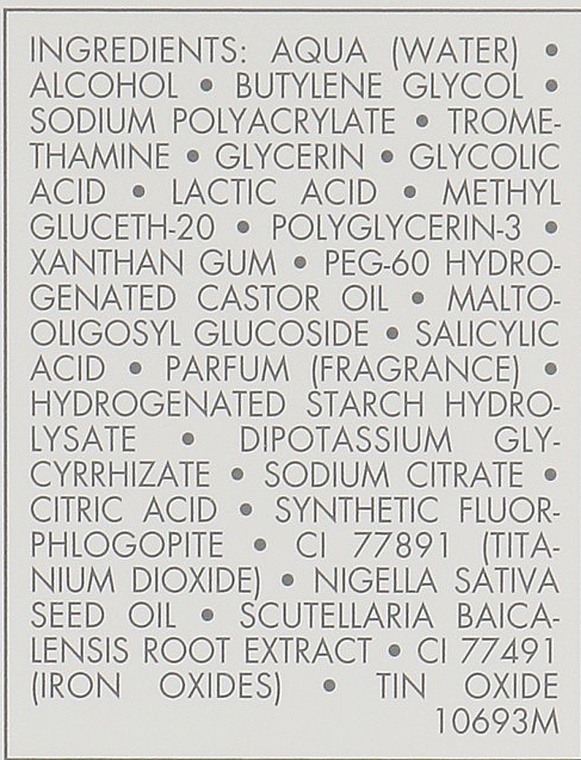 INGREDIENTS: AQUA (WATER) •
ALCOHOL • BUTYLENE GLYCOL •
SODIUM POLYACRYLATE • TROME-
THAMINE • GLYCERIN • GLYCOLIC
ACID • LACTIC ACID • METHYL
GLUCETH-20 • POLYGLYCERIN-3 •
XANTHAN GUM • PEG-60 HYDRO-
GENATED CASTOR OIL • MALTO-
OLIGOSYL GLUCOSIDE • SALICYLIC
ACID • PARFUM (FRAGRANCE) •
HYDROGENATED STARCH HYDRO-
LYSATE • DIPOTASSIUM GLY-
CYRRHIZATE • SODIUM CITRATE •
CITRIC ACID • SYNTHETIC FLUOR-
PHLOGOPITE • CI 77891 (TITA-
NIUM DIOXIDE) • NIGELLA SATIVA
SEED OIL • SCUTELLARIA BAICA-
LENSIS ROOT EXTRACT • CI 77491
(IRON OXIDES) • TIN OXIDE
10693M